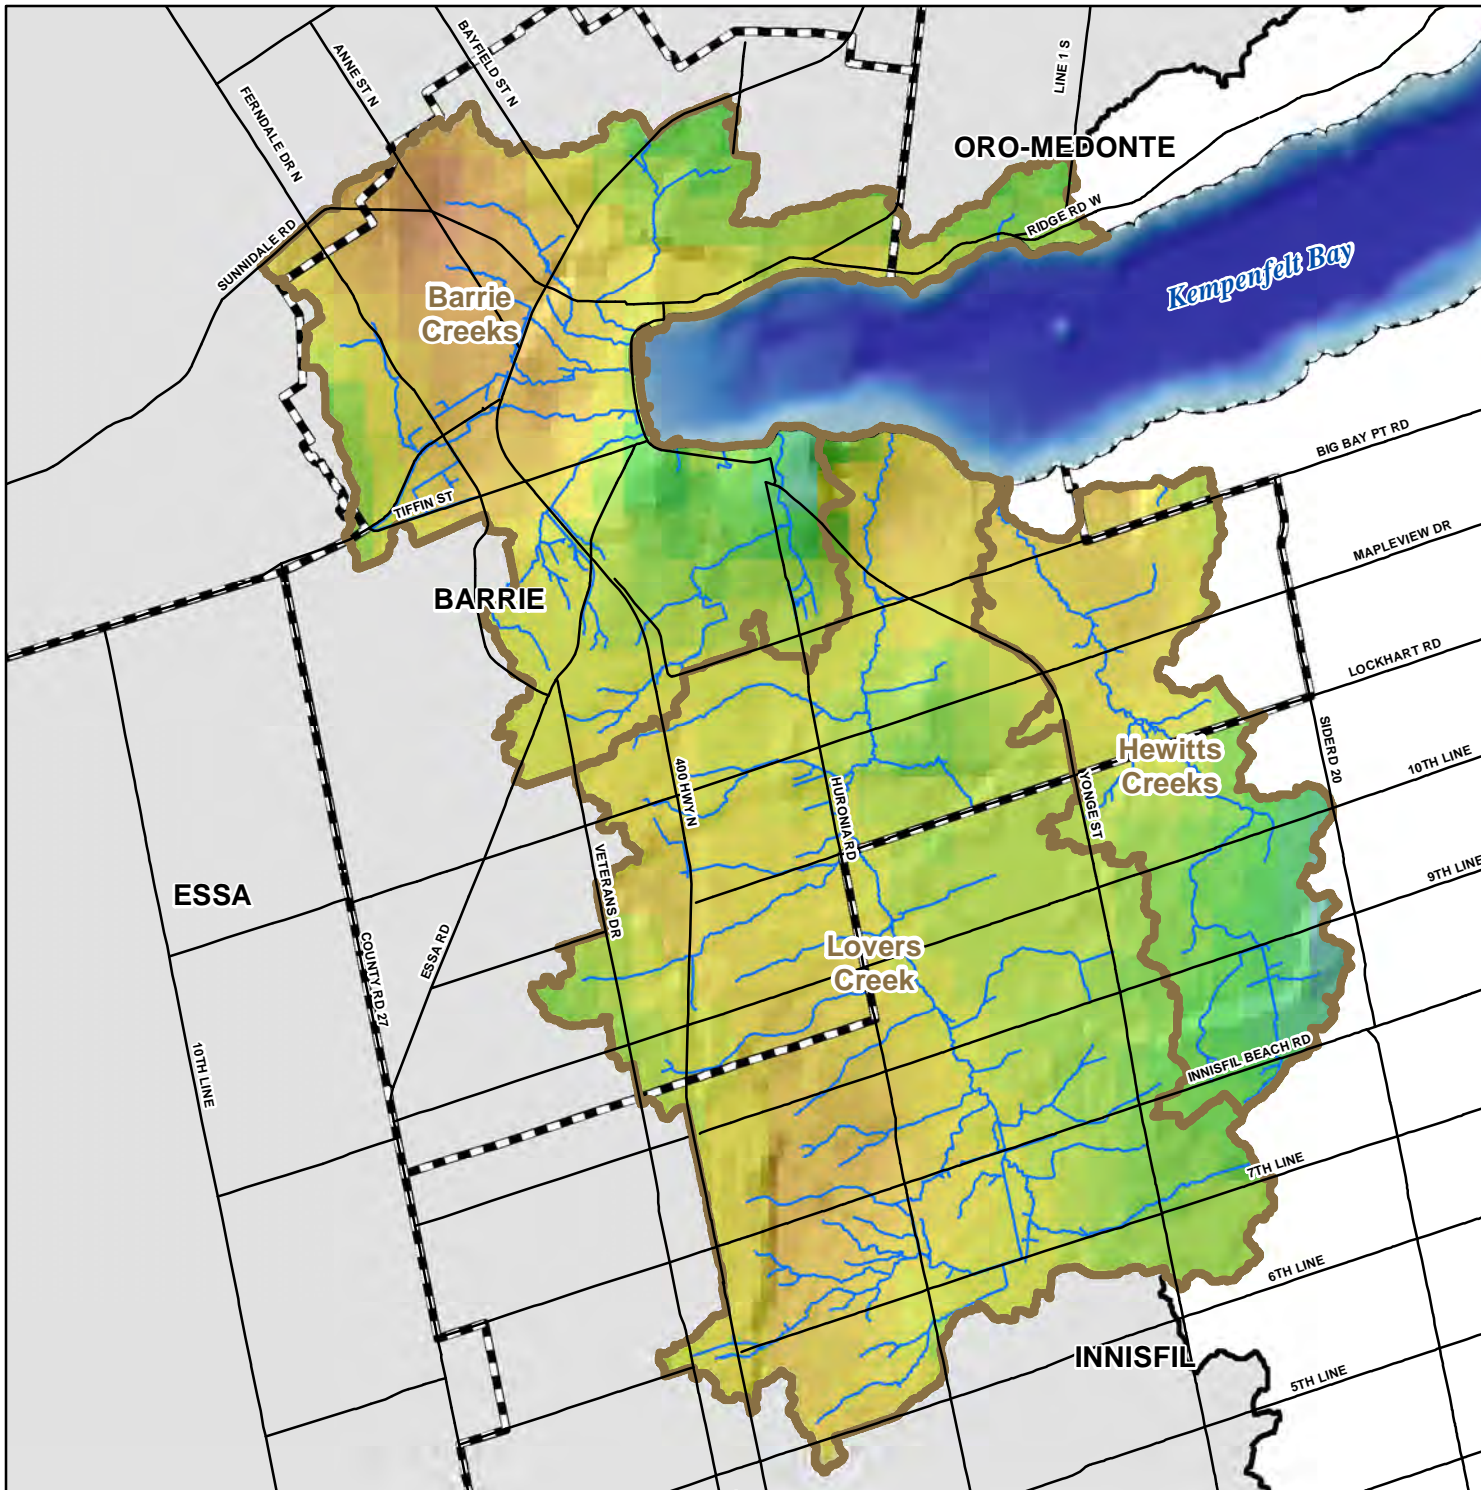 BAYFIELD ST N
ANNE ST N
LINE 1 S
FERNDALE DR N
ORO-MEDONTE
RIDGE RD W
SUNNIDALE RD
Kempenfelt Bay
Barrie
Creeks
BIG BAY PT RD
TIFFIN ST
MAPLEVIEW DR
BARRIE
LOCKHART RD
SIDERD 20
Hewitts
Creeks
10TH LINE
400 HWY N
HURONIA RD
YONGE ST
VETERANS DR
9TH LINE
ESSA
ESSA RD
COUNTY RD 27
Lovers
Creek
10TH LINE
INNISFIL BEACH RD
7TH LINE
6TH LINE
INNISFIL
5TH LINE